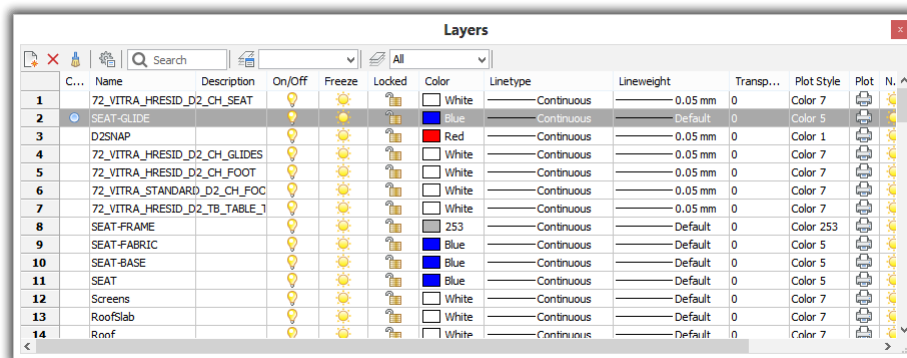 Layers
x
Search
All
C... Name Description On/Off Freeze Locked Color Linetype Lineweight Transp... Plot Style Plot N.
1 72_VITRA_HRESID_D2_CH_SEAT White Continuous 0.05 mm 0 Color 7
2 SEAT-GLIDE Blue Continuous Default 0 Color 5
3 D2SNAP Red Continuous 0.05 mm 0 Color 1
4 72_VITRA_HRESID_D2_CH_GLIDES White Continuous 0.05 mm 0 Color 7
5 72_VITRA_HRESID_D2_CH_FOOT White Continuous 0.05 mm 0 Color 7
6 72_VITRA_STANDARD_D2_CH_FOO White Continuous 0.05 mm 0 Color 7
7 72_VITRA_HRESID_D2_TB_TABLE_T White Continuous 0.05 mm 0 Color 7
8 SEAT-FRAME 253 Continuous Default 0 Color 253
9 SEAT-FABRIC Blue Continuous Default 0 Color 5
10 SEAT-BASE Blue Continuous Default 0 Color 5
11 SEAT Blue Continuous Default 0 Color 5
12 Screens White Continuous Default 0 Color 7
13 RoofSlab White Continuous Default 0 Color 7
14 Roof White Continuous Default 0 Color 7